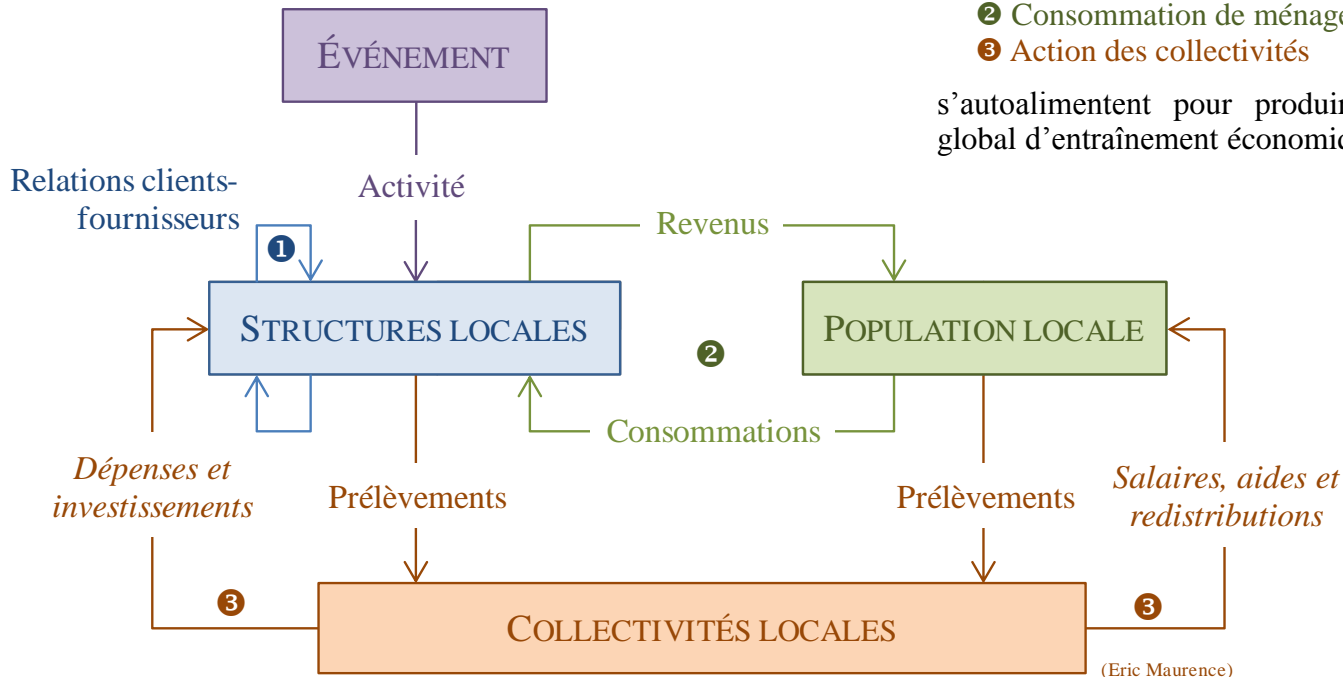 ❷ Consommation de ménage
❸ Action des collectivités
s'autoalimentent pour produi
global d'entraînement économi
ÉVÉNEMENT
Relations clients-
fournisseurs
Activité
Revenus
❶
STRUCTURES LOCALES
POPULATION LOCALE
❷
Consommations
Dépenses et
investissements
Prélèvements
Prélèvements
Salaires, aides et
redistributions
❸
❸
COLLECTIVITÉS LOCALES
(Eric Maurence)